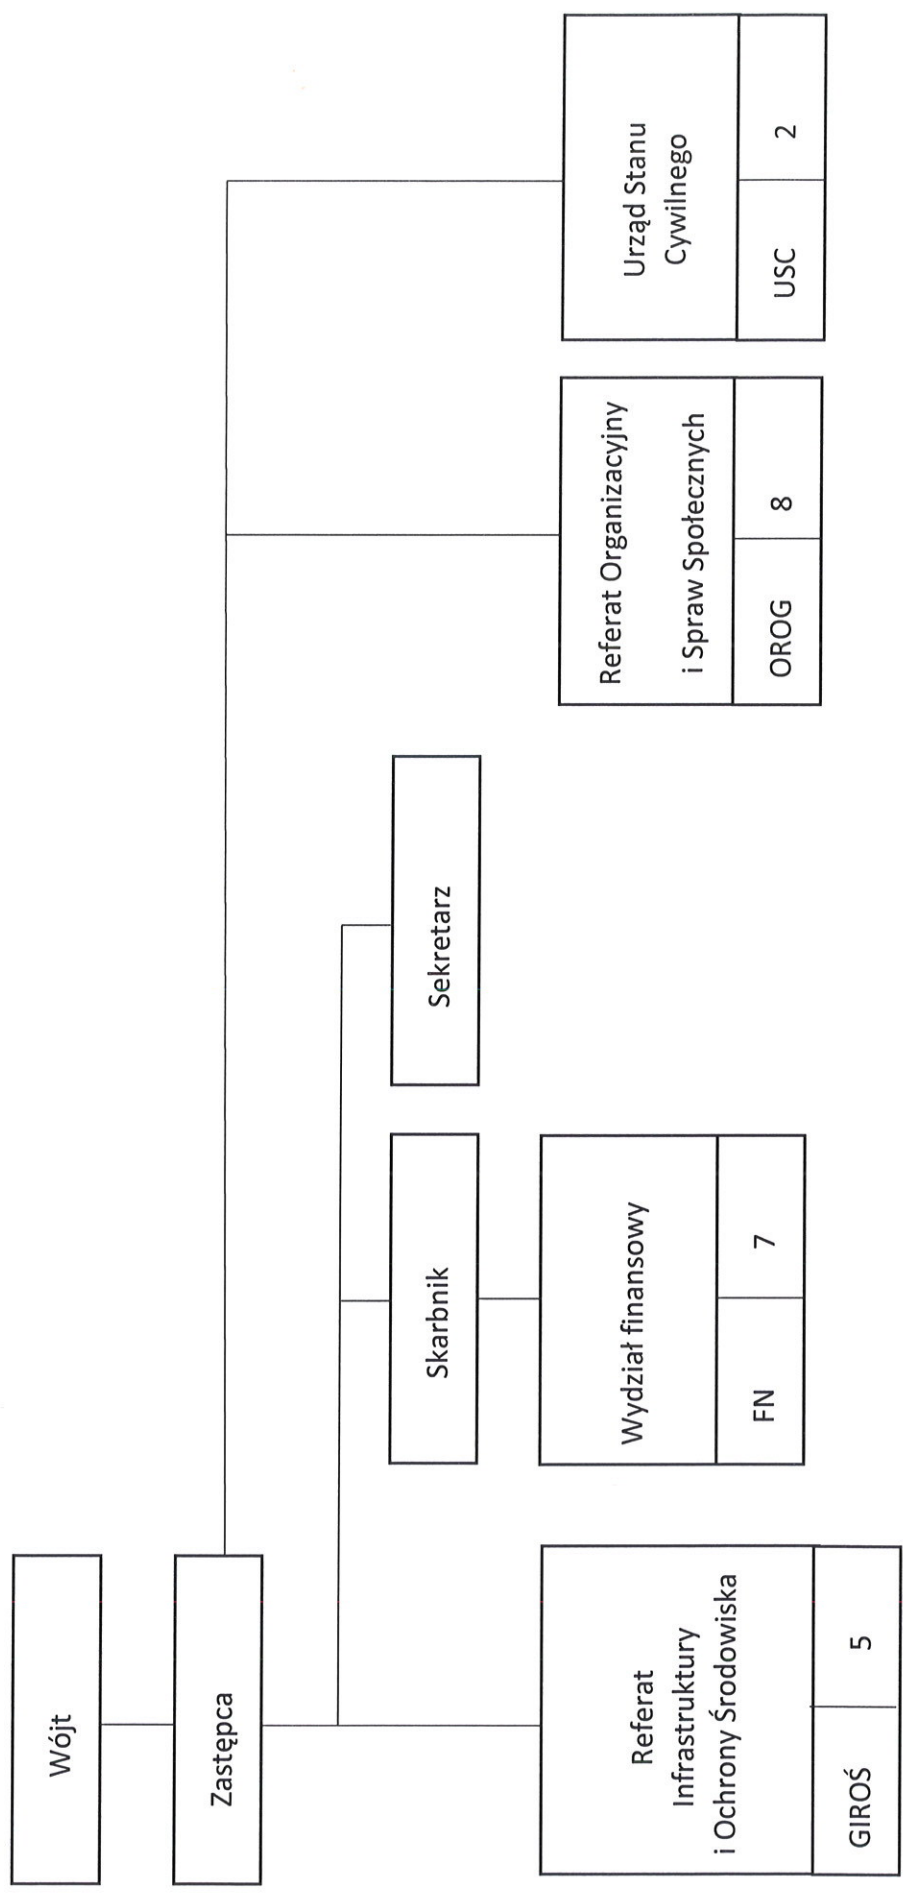 Wójt
Zastępca
Skarbnik
Sekretarz
Referat
Infrastruktury
i Ochrony Środowiska
GIROŚ
5
Wydział finansowy
FN
7
Referat Organizacyjny
i Spraw Społecznych
OROG
8
Urząd Stanu
Cywilnego
USC
2